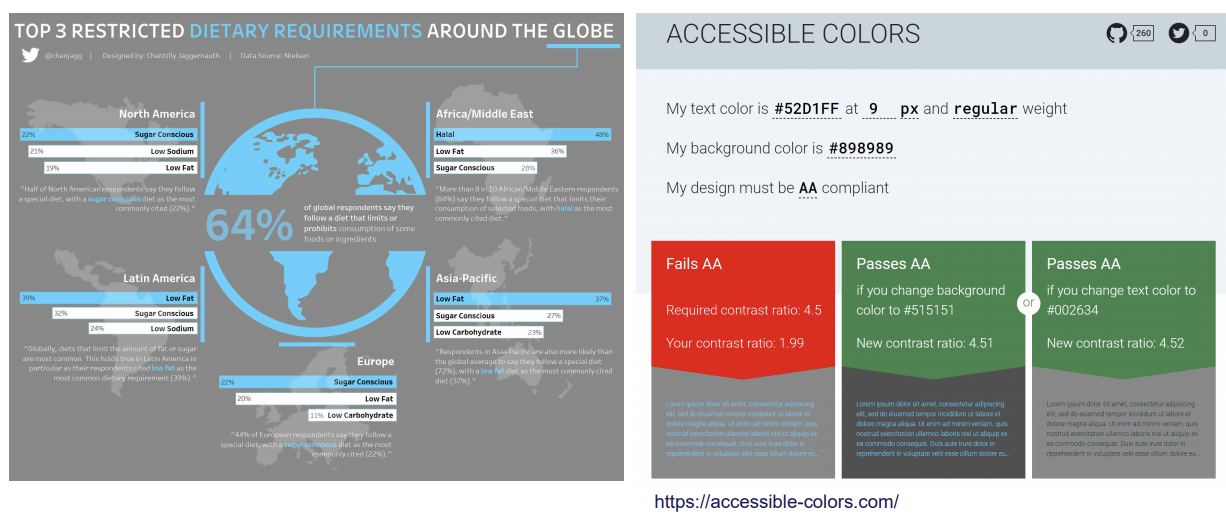 TOP 3 RESTRICTED DIETARY REQUIREMENTS AROUND THE GLOBE
@chanjagg | Designed by: Chantilly Jaggernauth | Data Source: Nielsen
North America
22% Sugar Conscious
21% Low Sodium
19% Low Fat
"Half of North American respondents say they follow
a special diet, with a sugar conscious diet as the most
commonly cited (22%)."
Africa/Middle East
Halal 48%
Low Fat 36%
Sugar Conscious 28%
"More than 8 in 10 African/Middle Eastern respondents
(84%) say they follow a special diet that limits their
consumption of selected foods, with halal as the most
commonly cited diet."
64%
of global respondents say they
follow a diet that limits or
prohibits consumption of some
foods or ingredients
Latin America
39% Low Fat
32% Sugar Conscious
24% Low Sodium
"Globally, diets that limit the amount of fat or sugar
are most common. This holds true in Latin America in
particular as their respondents cited low fat as the
most common dietary requirement (39%)."
Asia-Pacific
Low Fat 37%
Sugar Conscious 27%
Low Carbohydrate 23%
"Respondents in Asia-Pacific are also more likely than
the global average to say they follow a special diet
(72%), with a low fat diet as the most commonly cited
diet (37%)."
Europe
22% Sugar Conscious
20% Low Fat
11% Low Carbohydrate
"44% of European respondents say they follow a
special diet, with a sugar conscious diet as the most
commonly cited (22%)."
ACCESSIBLE COLORS
260
0
My text color is #52D1FF at 9 px and regular weight
My background color is #898989
My design must be AA compliant
Fails AA
Required contrast ratio: 4.5
Your contrast ratio: 1.99
Lorem ipsum dolor sit amet, consectetur adipiscing
elit, sed do eiusmod tempor incididunt ut labore et
dolore magna aliqua. Ut enim ad minim veniam, quis
nostrud exercitation ullamco laboris nisi ut aliquip ex
ea commodo consequat. Duis aute irure dolor in
reprehenderit in voluptate velit esse cillum dolore eu...
Passes AA
if you change background
color to #515151
New contrast ratio: 4.51
Lorem ipsum dolor sit amet, consectetur adipiscing
elit, sed do eiusmod tempor incididunt ut labore et
dolore magna aliqua. Ut enim ad minim veniam, quis
nostrud exercitation ullamco laboris nisi ut aliquip ex
ea commodo consequat. Duis aute irure dolor in
reprehenderit in voluptate velit esse cillum dolore eu...
or
Passes AA
if you change text color to
#002634
New contrast ratio: 4.52
Lorem ipsum dolor sit amet, consectetur adipiscing
elit, sed do eiusmod tempor incididunt ut labore et
dolore magna aliqua. Ut enim ad minim veniam, quis
nostrud exercitation ullamco laboris nisi ut aliquip ex
ea commodo consequat. Duis aute irure dolor in
reprehenderit in voluptate velit esse cillum dolore eu...
https://accessible-colors.com/